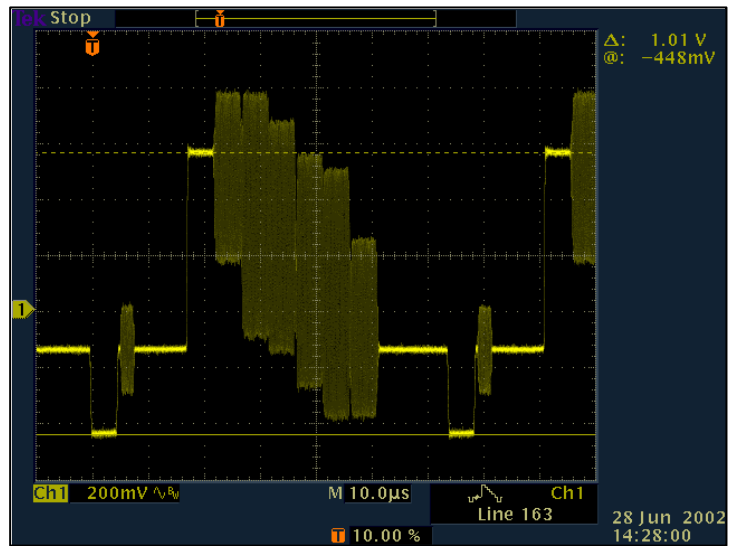 Tek Stop
T
T
Δ: 1.01 V
@: −448mV
1
Ch1 200mV ∿BW M 10.0µs Ch1
Line 163
T 10.00 %
28 Jun 2002
14:28:00